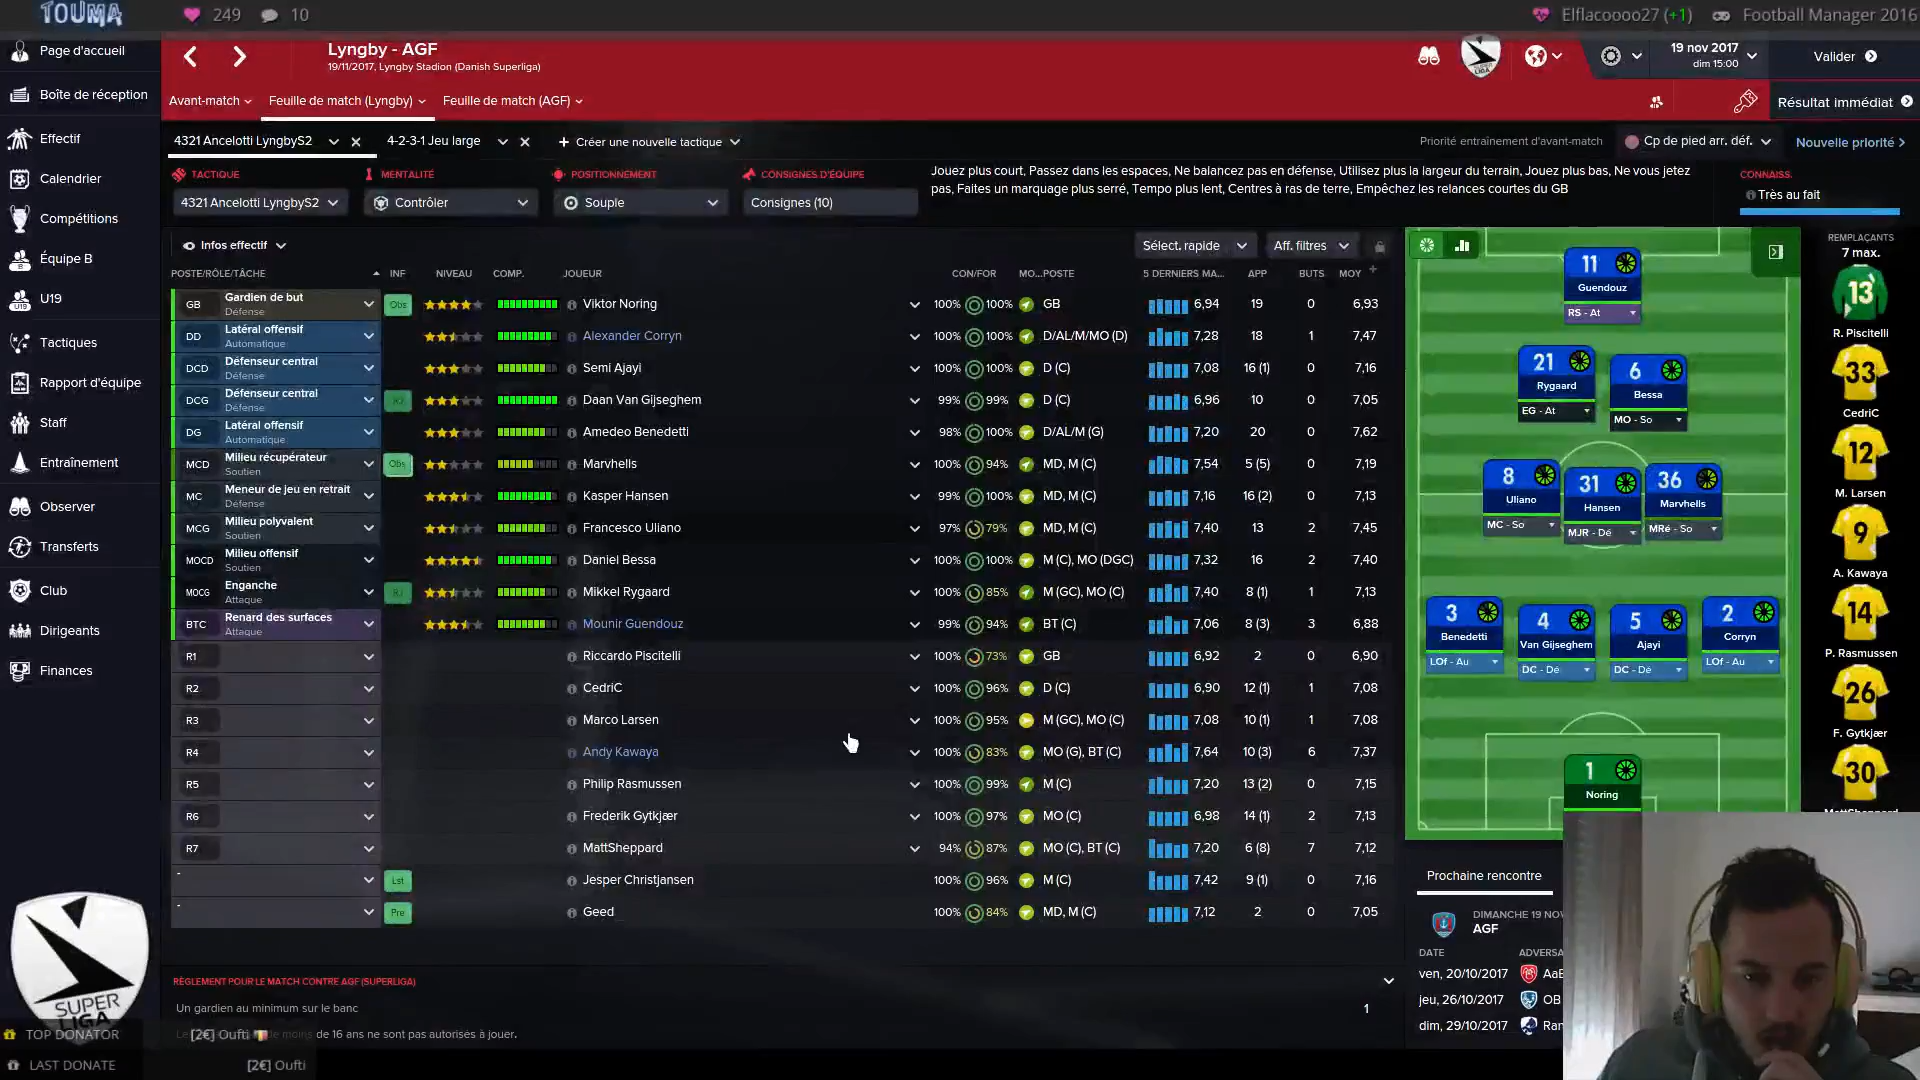 TOUMA
249
10
Elflacoooo27 (+1)
Football Manager 2016
Page d'accueil
Boîte de réception
Effectif
Calendrier
Compétitions
Équipe B
U19
Tactiques
Rapport d'équipe
Staff
Entraînement
Observer
Transferts
Club
Dirigeants
Finances
Lyngby - AGF
19/11/2017, Lyngby Stadion (Danish Superliga)
19 nov 2017
dim 15:00
Valider
Avant-match
Feuille de match (Lyngby)
Feuille de match (AGF)
Résultat immédiat
4321 Ancelotti LyngbyS2
4-2-3-1 Jeu large
Créer une nouvelle tactique
Priorité entraînement d'avant-match
Cp de pied arr. déf.
Nouvelle priorité >
TACTIQUE
MENTALITÉ
POSITIONNEMENT
CONSIGNES D'ÉQUIPE
4321 Ancelotti LyngbyS2
Contrôler
Souple
Consignes (10)
Jouez plus court, Passez dans les espaces, Ne balancez pas en défense, Utilisez plus la largeur du terrain, Jouez plus bas, Ne vous jetez
pas, Faites un marquage plus serré, Tempo plus lent, Centres à ras de terre, Empêchez les relances courtes du GB
CONNAISS.
Très au fait
Infos effectif
Sélect. rapide
Aff. filtres
POSTE/RÔLE/TÂCHE INF NIVEAU COMP. JOUEUR CON/FOR MO... POSTE 5 DERNIERS MA... APP BUTS MOY
GB Gardien de but Défense Obs Viktor Noring 100% 100% GB 6,94 19 0 6,93
DD Latéral offensif Automatique Alexander Corryn 100% 100% D/AL/M/MO (D) 7,28 18 1 7,47
DCD Défenseur central Défense Semi Ajayi 100% 100% D (C) 7,08 16 (1) 0 7,16
DCG Défenseur central Défense Daan Van Gijseghem 99% 99% D (C) 6,96 10 0 7,05
DG Latéral offensif Automatique Amedeo Benedetti 98% 100% D/AL/M (G) 7,20 20 0 7,62
MCD Milieu récupérateur Soutien Obs Marvhells 100% 94% MD, M (C) 7,54 5 (5) 0 7,19
MC Meneur de jeu en retrait Défense Kasper Hansen 99% 100% MD, M (C) 7,16 16 (2) 0 7,13
MCG Milieu polyvalent Soutien Francesco Uliano 97% 79% MD, M (C) 7,40 13 2 7,45
MOCD Milieu offensif Soutien Daniel Bessa 100% 100% M (C), MO (DGC) 7,32 16 2 7,40
MOCG Enganche Attaque Mikkel Rygaard 100% 85% M (GC), MO (C) 7,40 8 (1) 1 7,13
BTC Renard des surfaces Attaque Mounir Guendouz 99% 94% BT (C) 7,06 8 (3) 3 6,88
R1 Riccardo Piscitelli 100% 73% GB 6,92 2 0 6,90
R2 CedriC 100% 96% D (C) 6,90 12 (1) 1 7,08
R3 Marco Larsen 100% 95% M (GC), MO (C) 7,08 10 (1) 1 7,08
R4 Andy Kawaya 100% 83% MO (G), BT (C) 7,64 10 (3) 6 7,37
R5 Philip Rasmussen 100% 99% M (C) 7,20 13 (2) 0 7,15
R6 Frederik Gytkjær 100% 97% MO (C) 6,98 14 (1) 2 7,13
R7 MattSheppard 94% 87% MO (C), BT (C) 7,20 6 (8) 7 7,12
- Lst Jesper Christjansen 100% 96% M (C) 7,42 9 (1) 0 7,16
- Pre Geed 100% 84% MD, M (C) 7,12 2 0 7,05
RÈGLEMENT POUR LE MATCH CONTRE AGF (SUPERLIGA)
Un gardien au minimum sur le banc
1
de moins de 16 ans ne sont pas autorisés à jouer.
11 Guendouz
RS - At
21 Rygaard
EG - At
6 Bessa
MO - So
8 Uliano
MC - So
31 Hansen
MJR - Dé
36 Marvhells
MRé - So
3 Benedetti
LOf - Au
4 Van Gijseghem
DC - Dé
5 Ajayi
DC - Dé
2 Corryn
LOf - Au
1 Noring
REMPLAÇANTS
7 max.
13
R. Piscitelli
33
CedriC
12
M. Larsen
9
A. Kawaya
14
P. Rasmussen
26
F. Gytkjær
30
MattSheppard
Prochaine rencontre
DIMANCHE 19 NOV
AGF
DATE ADVERSA
ven, 20/10/2017 AaB
jeu, 26/10/2017 OB
dim, 29/10/2017 Ran
SUPER
LIGA
TOP DONATOR
[2€] Oufti
LAST DONATE
[2€] Oufti